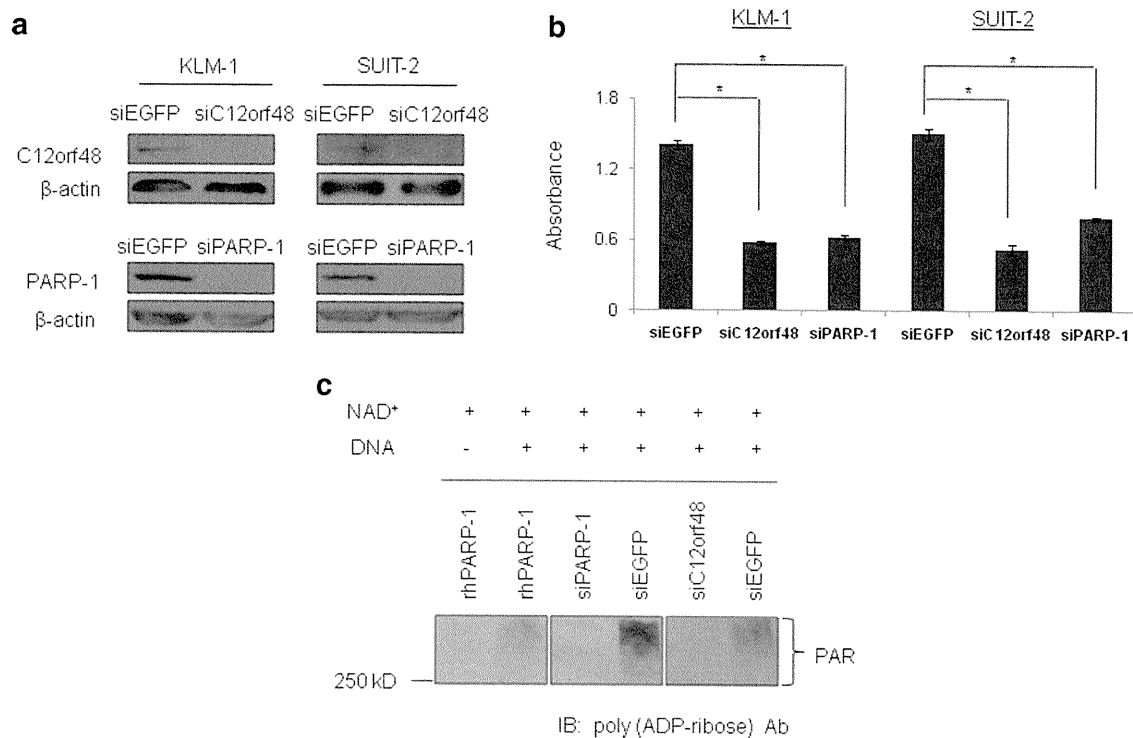 a
KLM-1 SUIT-2
siEGFP siC12orf48 siEGFP siC12orf48
C12orf48
β-actin
siEGFP siPARP-1 siEGFP siPARP-1
PARP-1
β-actin
b
KLM-1 SUIT-2
* *
* *
Absorbance
1.8
1.2
0.6
0
siEGFP siC12orf48 siPARP-1 siEGFP siC12orf48 siPARP-1
c
NAD⁺ + + + + + +
DNA - + + + + +
rhPARP-1 rhPARP-1 siPARP-1 siEGFP siC12orf48 siEGFP
PAR
250 kD
IB: poly (ADP-ribose) Ab